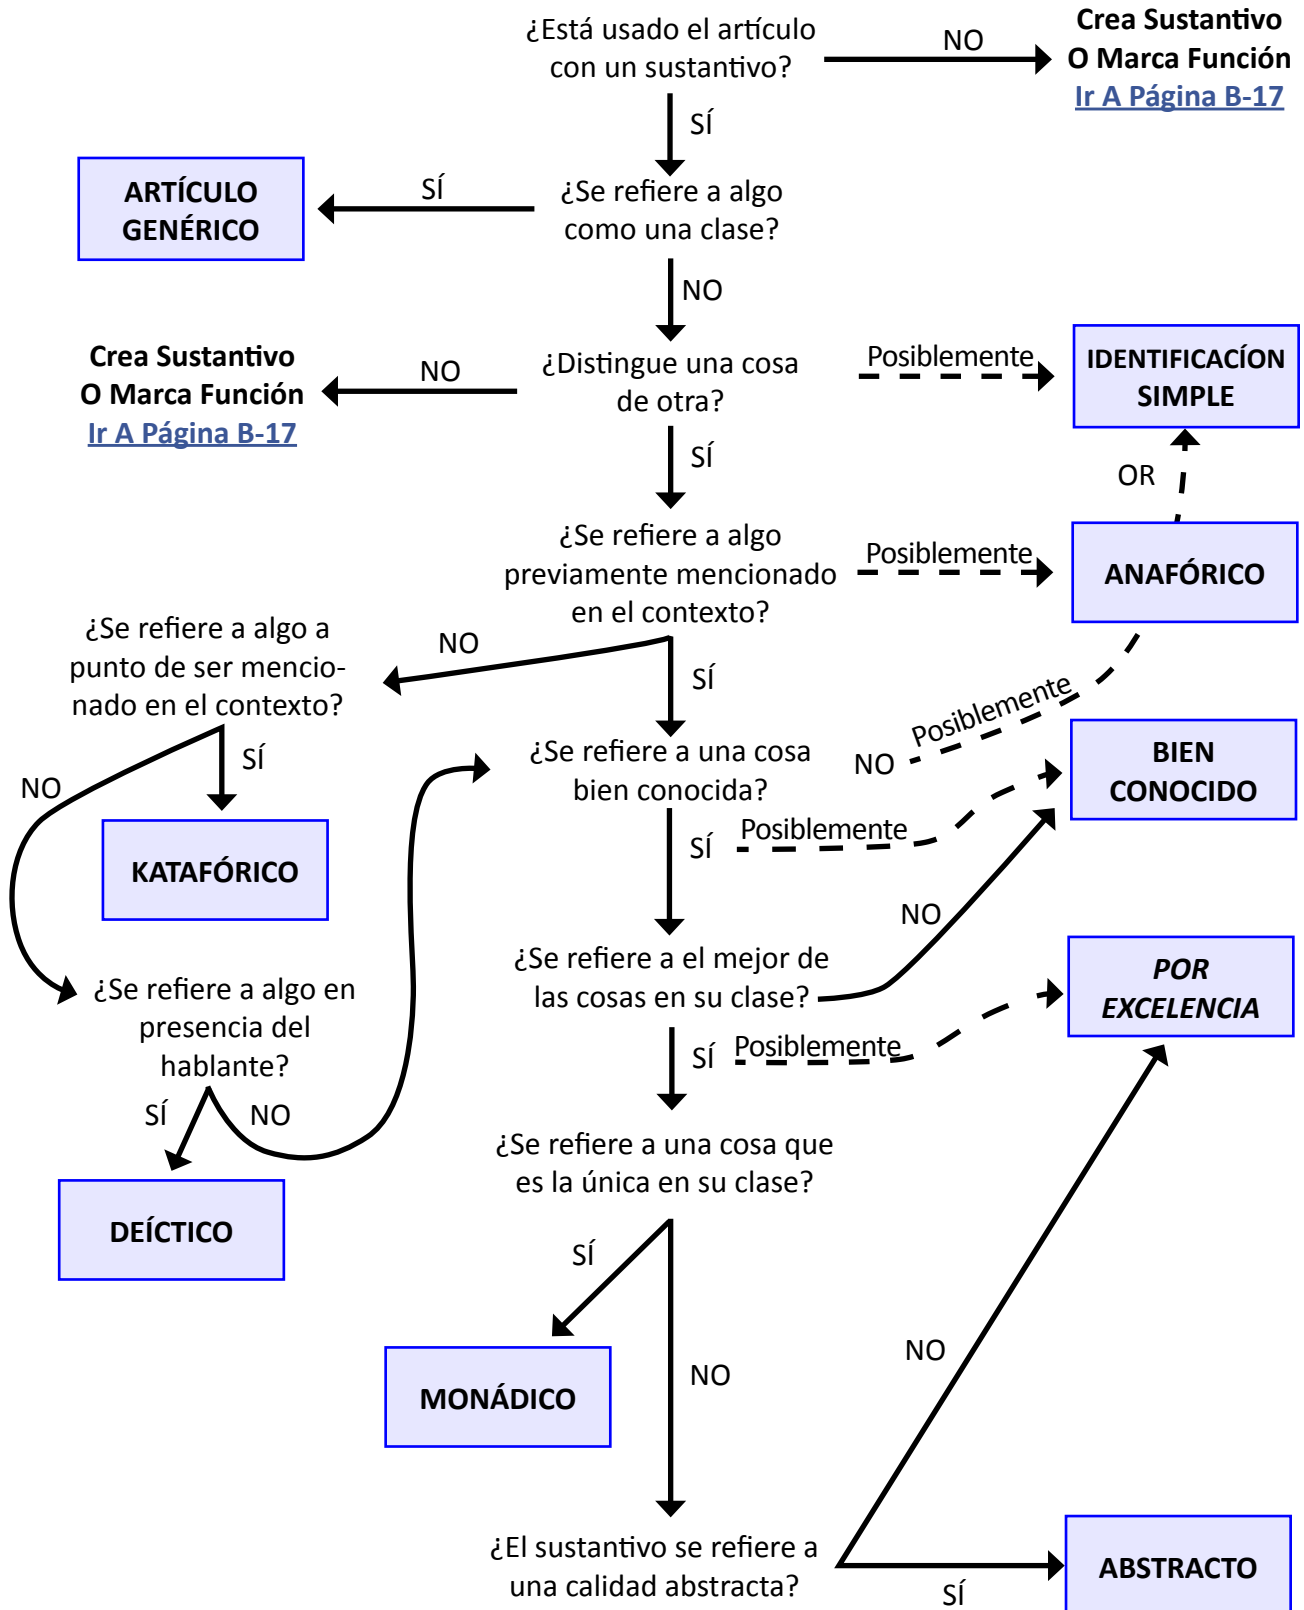 ¿Está usado el artículo
con un sustantivo?
NO
Crea Sustantivo
O Marca Función
Ir A Página B-17
SÍ
ARTÍCULO
GENÉRICO
SÍ
¿Se refiere a algo
como una clase?
NO
Crea Sustantivo
O Marca Función
Ir A Página B-17
NO
¿Distingue una cosa
de otra?
Posiblemente
IDENTIFICACÍON
SIMPLE
SÍ
OR
¿Se refiere a algo
previamente mencionado
en el contexto?
Posiblemente
ANAFÓRICO
¿Se refiere a algo a
punto de ser mencio-
nado en el contexto?
NO
SÍ
NO
SÍ
¿Se refiere a una cosa
bien conocida?
NO
Posiblemente
BIEN
CONOCIDO
KATAFÓRICO
SÍ
Posiblemente
NO
¿Se refiere a el mejor de
las cosas en su clase?
POR
EXCELENCIA
¿Se refiere a algo en
presencia del
hablante?
SÍ
Posiblemente
SÍ
NO
¿Se refiere a una cosa que
es la única en su clase?
DEÍCTICO
SÍ
MONÁDICO
NO
NO
¿El sustantivo se refiere a
una calidad abstracta?
SÍ
ABSTRACTO